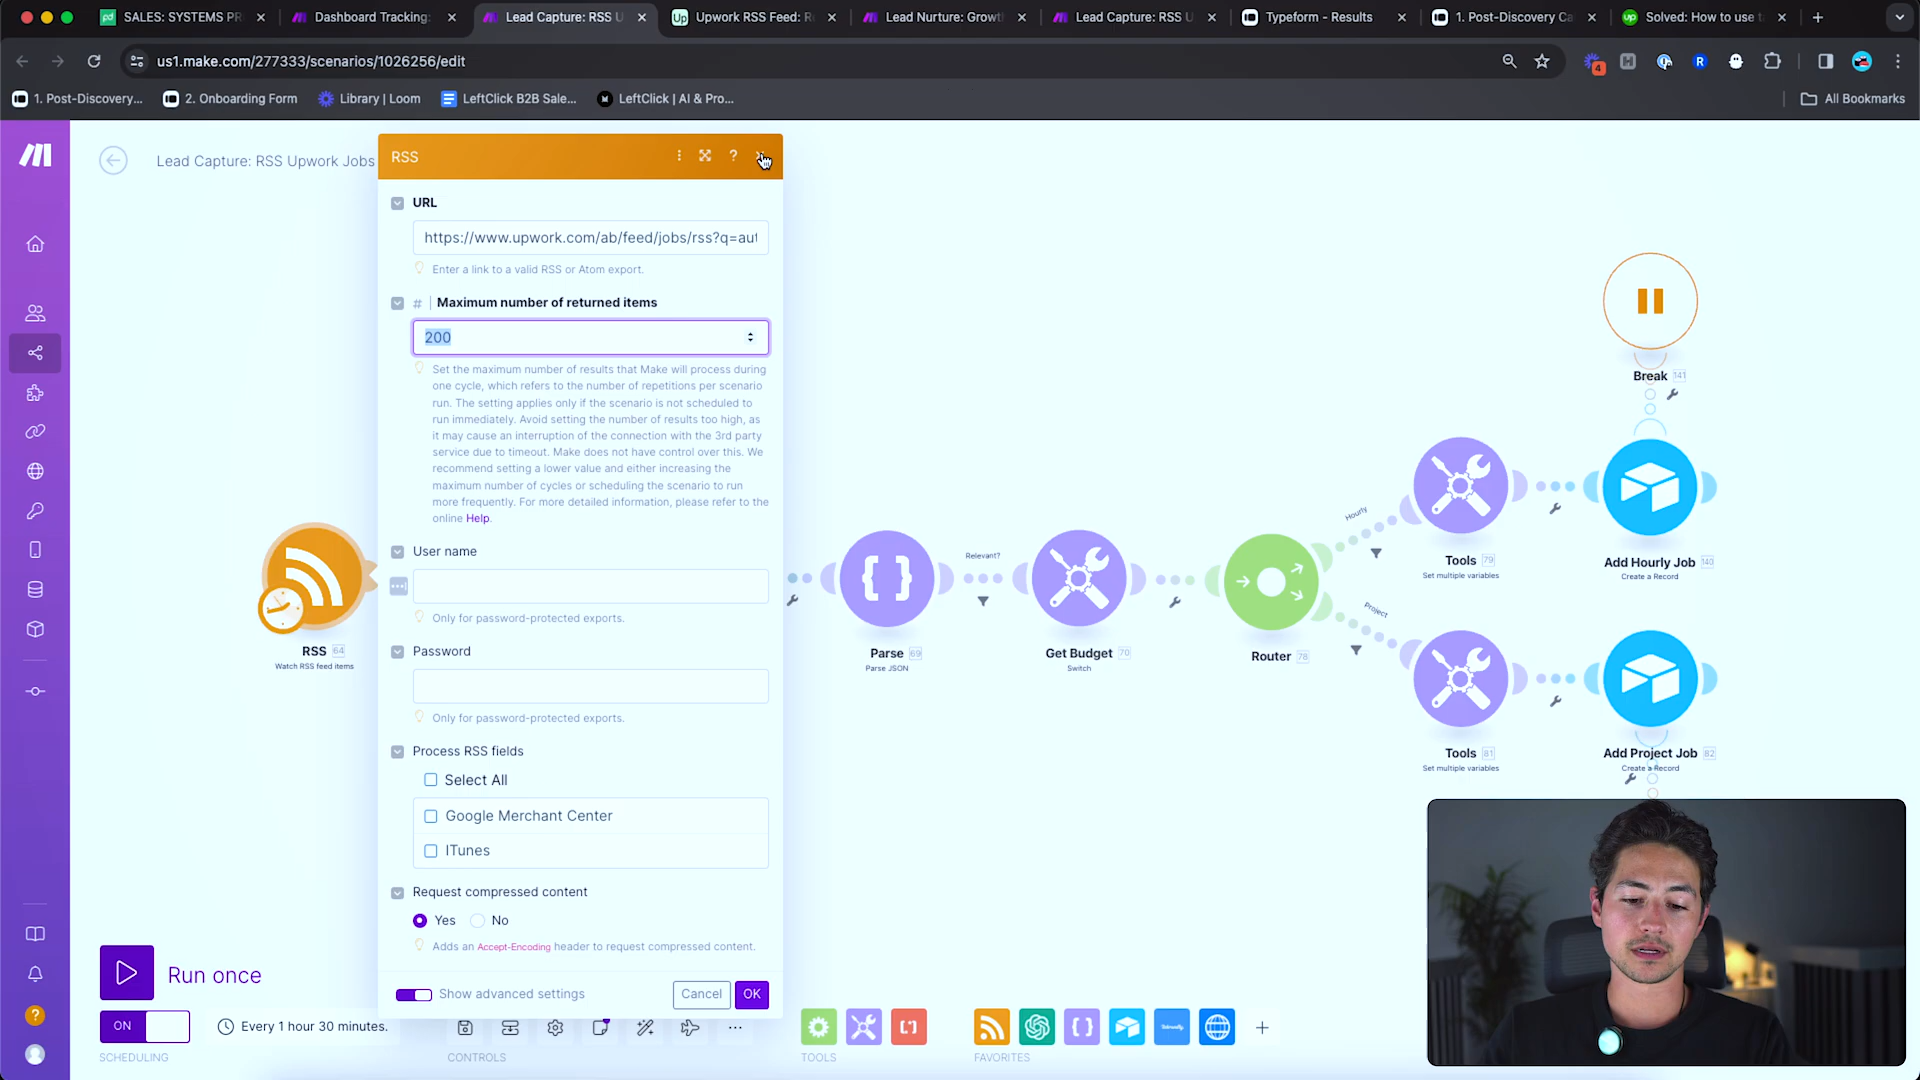 SALES: SYSTEMS PR
Dashboard Tracking:
Lead Capture: RSS U
Upwork RSS Feed: R
Lead Nurture: Growt
Lead Capture: RSS U
Typeform - Results
1. Post-Discovery Ca
Solved: How to use t
us1.make.com/277333/scenarios/1026256/edit
4
1. Post-Discovery...
2. Onboarding Form
Library | Loom
LeftClick B2B Sale...
LeftClick | AI & Pro...
All Bookmarks
Lead Capture: RSS Upwork Jobs
RSS
URL
https://www.upwork.com/ab/feed/jobs/rss?q=aut
Enter a link to a valid RSS or Atom export.
# Maximum number of returned items
200
Set the maximum number of results that Make will process during
one cycle, which refers to the number of repetitions per scenario
run. The setting applies only if the scenario is not scheduled to
run immediately. Avoid setting the number of results too high, as
it may cause an interruption of the connection with the 3rd party
service due to timeout. Make does not have control over this. We
recommend setting a lower value and either increasing the
maximum number of cycles or scheduling the scenario to run
more frequently. For more detailed information, please refer to the
online Help.
User name
Only for password-protected exports.
Password
Only for password-protected exports.
Process RSS fields
Select All
Google Merchant Center
ITunes
Request compressed content
Yes
No
Adds an Accept-Encoding header to request compressed content.
Show advanced settings
Cancel
OK
RSS 64
Watch RSS feed items
Parse 69
Parse JSON
Relevant?
Get Budget 70
Switch
Router 78
Hourly
Project
Tools 79
Set multiple variables
Tools 81
Set multiple variables
Break 141
Add Hourly Job 140
Create a Record
Add Project Job 82
Create a Record
Run once
ON
Every 1 hour 30 minutes.
SCHEDULING
CONTROLS
TOOLS
FAVORITES